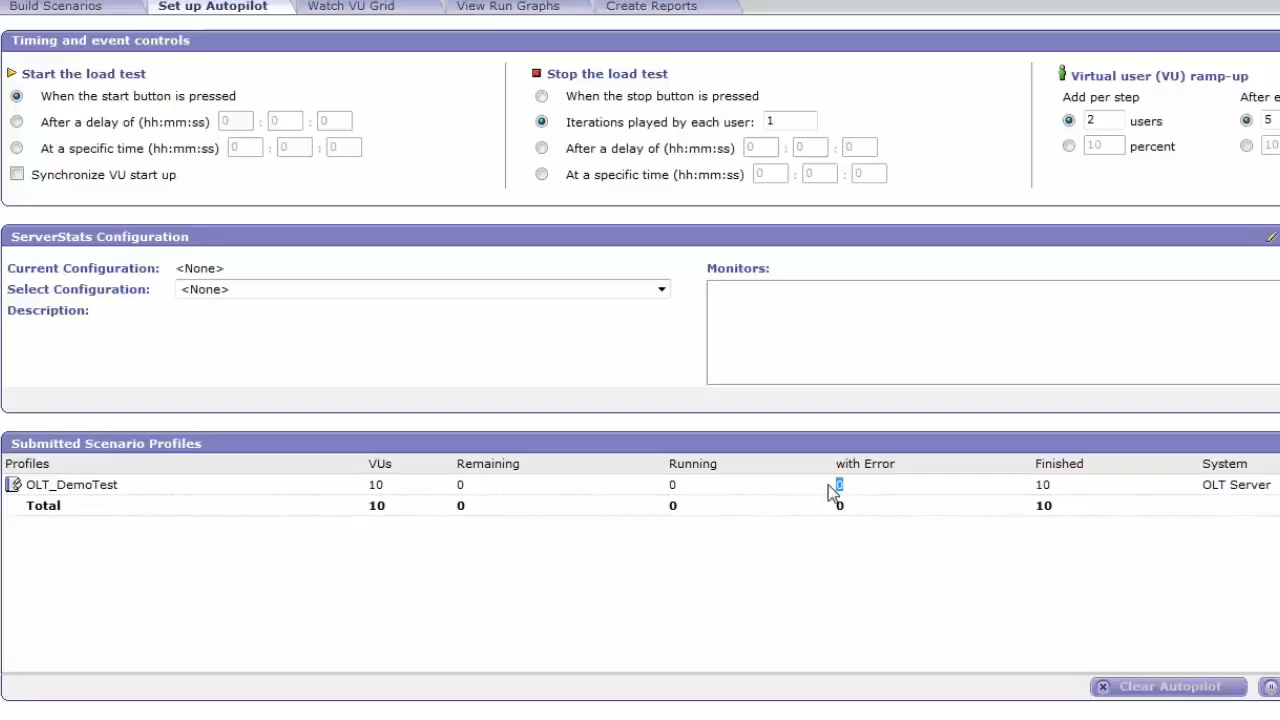 Build Scenarios Set up Autopilot Watch VU Grid View Run Graphs Create Reports
Timing and event controls
Start the load test
When the start button is pressed
After a delay of (hh:mm:ss) 0 : 0 : 0
At a specific time (hh:mm:ss) 0 : 0 : 0
Synchronize VU start up
Stop the load test
When the stop button is pressed
Iterations played by each user: 1
After a delay of (hh:mm:ss) 0 : 0 : 0
At a specific time (hh:mm:ss) 0 : 0 : 0
Virtual user (VU) ramp-up
Add per step After e
2 users 5
10 percent 10
ServerStats Configuration
Current Configuration: <None>
Select Configuration: <None>
Description:
Monitors:
Submitted Scenario Profiles
Profiles VUs Remaining Running with Error Finished System
OLT_DemoTest 10 0 0 0 10 OLT Server
Total 10 0 0 0 10
Clear Autopilot